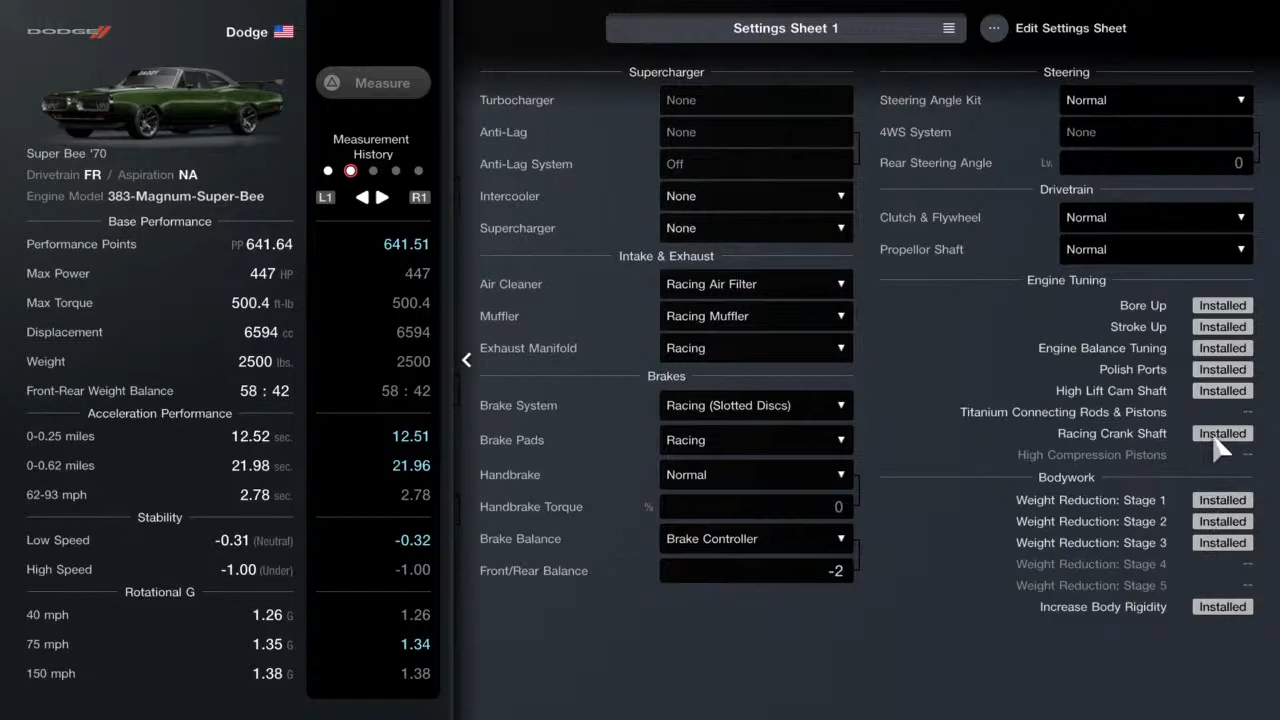 DODGE
Dodge
Super Bee '70
Drivetrain FR / Aspiration NA
Engine Model 383-Magnum-Super-Bee
Base Performance
Performance Points PP 641.64
Max Power 447 HP
Max Torque 500.4 ft-lb
Displacement 6594 cc
Weight 2500 lbs.
Front-Rear Weight Balance 58 : 42
Acceleration Performance
0-0.25 miles 12.52 sec.
0-0.62 miles 21.98 sec.
62-93 mph 2.78 sec.
Stability
Low Speed -0.31 (Neutral)
High Speed -1.00 (Under)
Rotational G
40 mph 1.26 G
75 mph 1.35 G
150 mph 1.38 G
Measure
Measurement
History
L1 R1
641.51
447
500.4
6594
2500
58 : 42
12.51
21.96
2.78
-0.32
-1.00
1.26
1.34
1.38
Settings Sheet 1
Edit Settings Sheet
Supercharger
Turbocharger None
Anti-Lag None
Anti-Lag System Off
Intercooler None
Supercharger None
Intake & Exhaust
Air Cleaner Racing Air Filter
Muffler Racing Muffler
Exhaust Manifold Racing
Brakes
Brake System Racing (Slotted Discs)
Brake Pads Racing
Handbrake Normal
Handbrake Torque % 0
Brake Balance Brake Controller
Front/Rear Balance -2
Steering
Steering Angle Kit Normal
4WS System None
Rear Steering Angle Lv. 0
Drivetrain
Clutch & Flywheel Normal
Propellor Shaft Normal
Engine Tuning
Bore Up Installed
Stroke Up Installed
Engine Balance Tuning Installed
Polish Ports Installed
High Lift Cam Shaft Installed
Titanium Connecting Rods & Pistons --
Racing Crank Shaft Installed
High Compression Pistons --
Bodywork
Weight Reduction: Stage 1 Installed
Weight Reduction: Stage 2 Installed
Weight Reduction: Stage 3 Installed
Weight Reduction: Stage 4 --
Weight Reduction: Stage 5 --
Increase Body Rigidity Installed